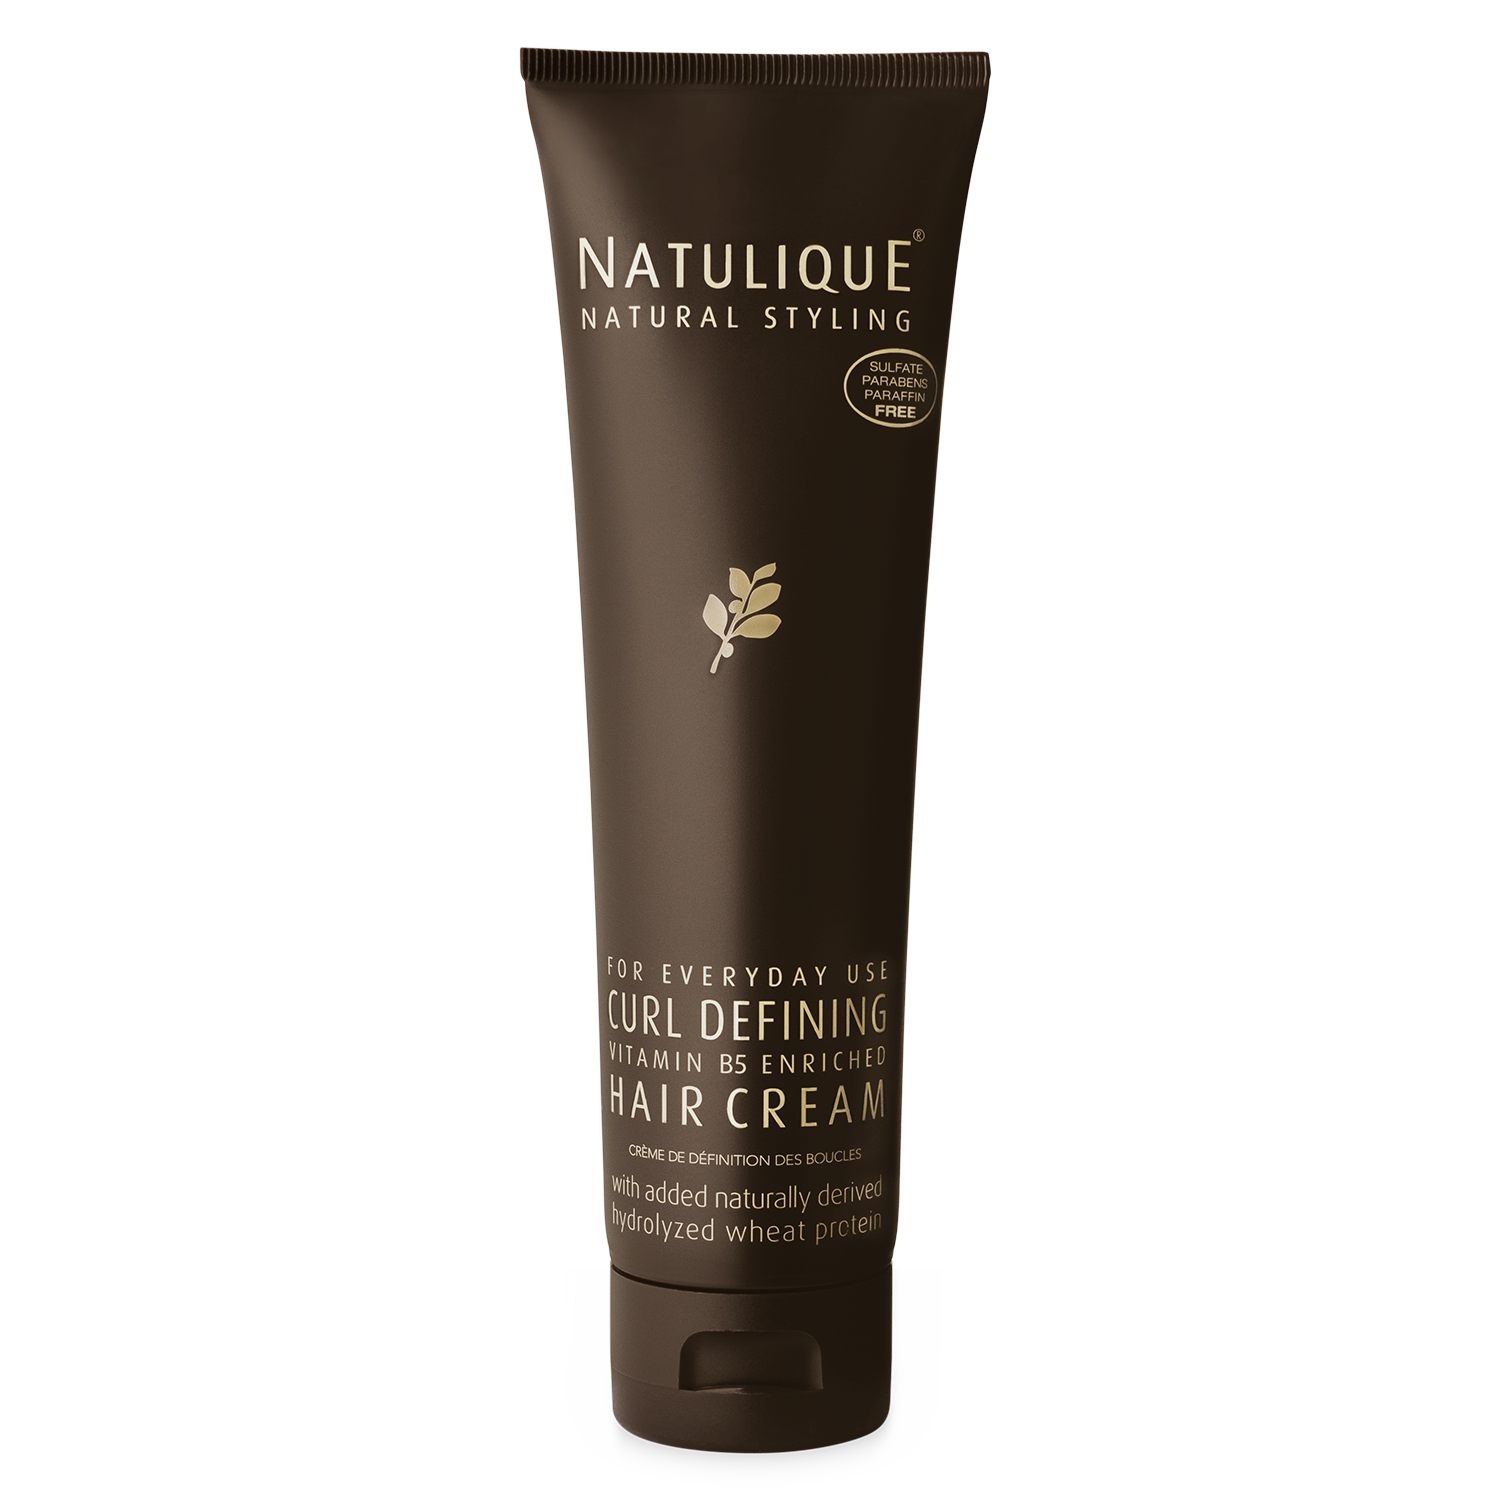 NATULIQUE®
NATURAL STYLING
SULFATE
PARABENS
PARAFFIN
FREE
FOR EVERYDAY USE
CURL DEFINING
VITAMIN B5 ENRICHED
HAIR CREAM
CRÈME DE DÉFINITION DES BOUCLES
with added naturally derived
hydrolyzed wheat protein